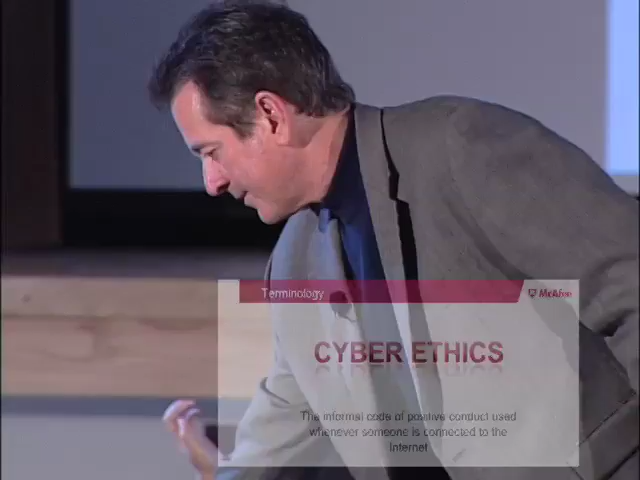 Terminology
McAfee
CYBER ETHICS
The informal code of positive conduct used
whenever someone is connected to the
Internet